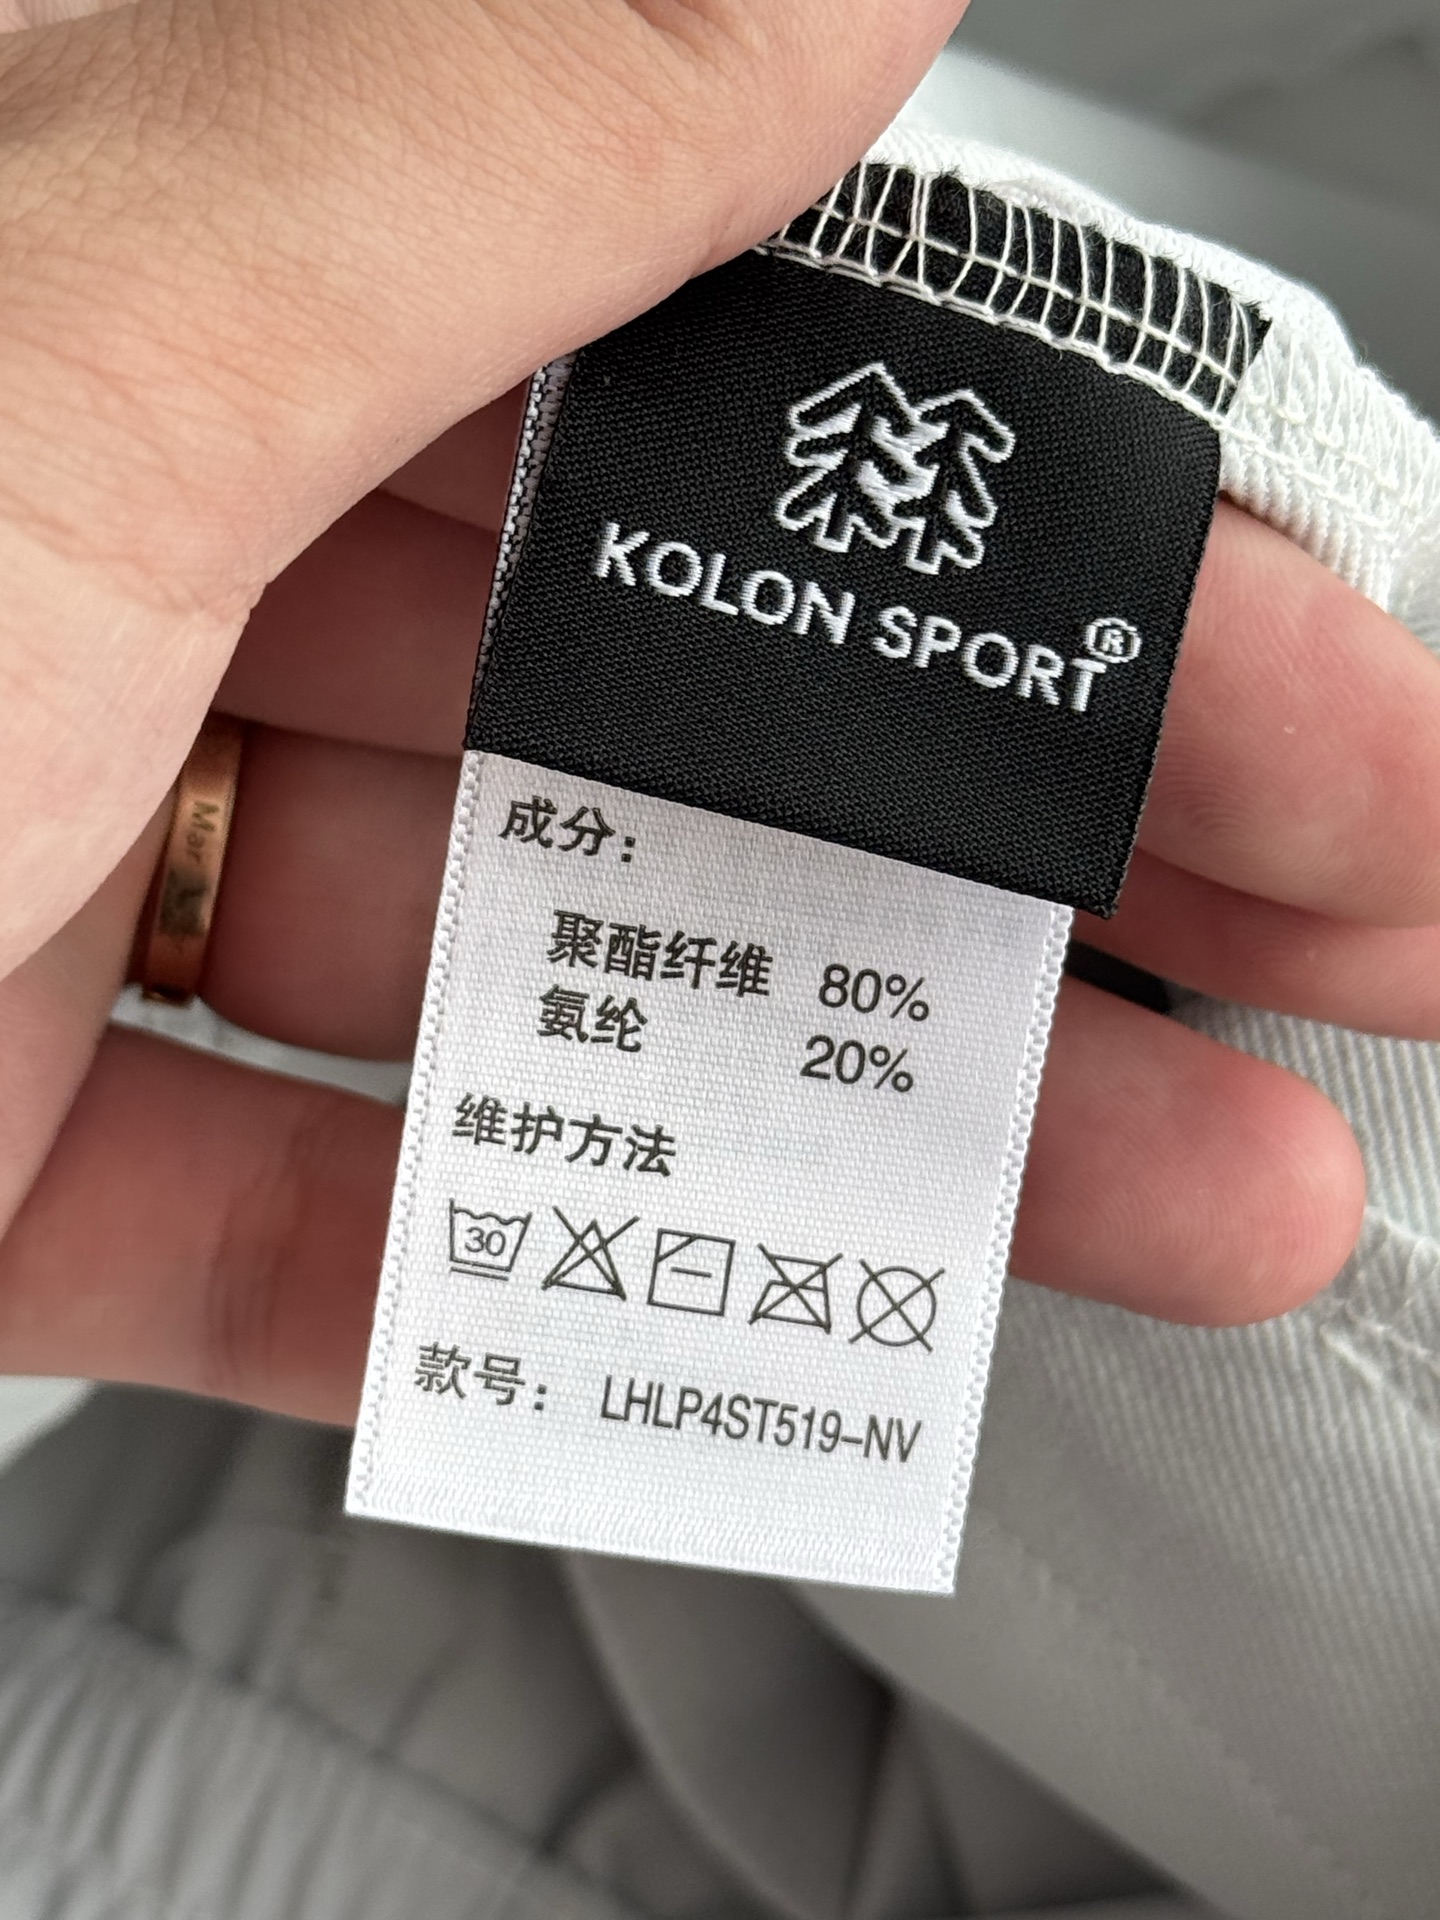 KOLON SPORT®
成分：
聚酯纤维 80%
氨纶 20%
维护方法
30
款号： LHLP4ST519-NV
Mar